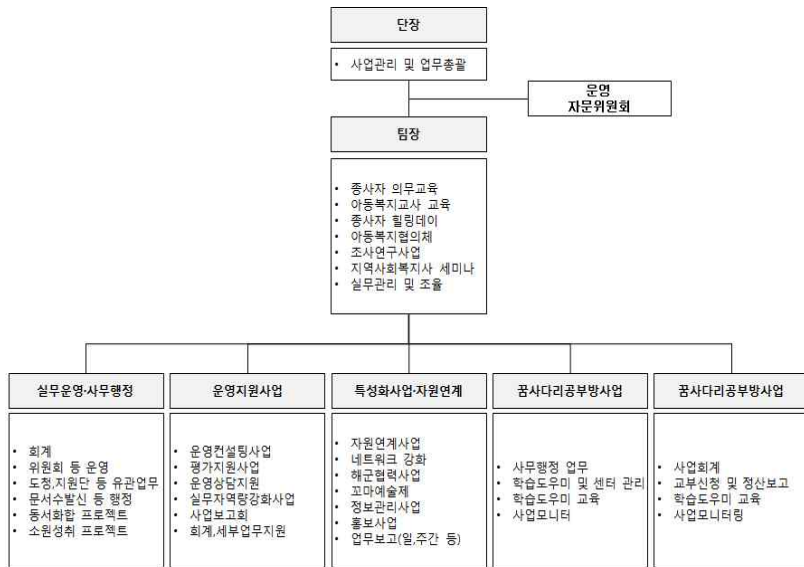 단장
• 사업관리 및 업무총괄
운영
자문위원회
팀장
• 종사자 의무교육
• 아동복지교사 교육
• 종사자 힐링데이
• 아동복지협의체
• 조사연구사업
• 지역사회복지사 세미나
• 실무관리 및 조율
실무운영·사무행정
• 회계
• 위원회 등 운영
• 도청,지원단 등 유관업무
• 문서수발신 등 행정
• 동서화합 프로젝트
• 소원성취 프로젝트
운영지원사업
• 운영컨설팅사업
• 평가지원사업
• 운영상담지원
• 실무자역량강화사업
• 사업보고회
• 회계,세부업무지원
특성화사업·자원연계
• 자원연계사업
• 네트워크 강화
• 해군협력사업
• 꼬마예술제
• 정보관리사업
• 홍보사업
• 업무보고(일,주간 등)
꿈사다리공부방사업
• 사무행정 업무
• 학습도우미 및 센터 관리
• 학습도우미 교육
• 사업모니터
꿈사다리공부방사업
• 사업회계
• 교부신청 및 정산보고
• 학습도우미 교육
• 사업모니터링